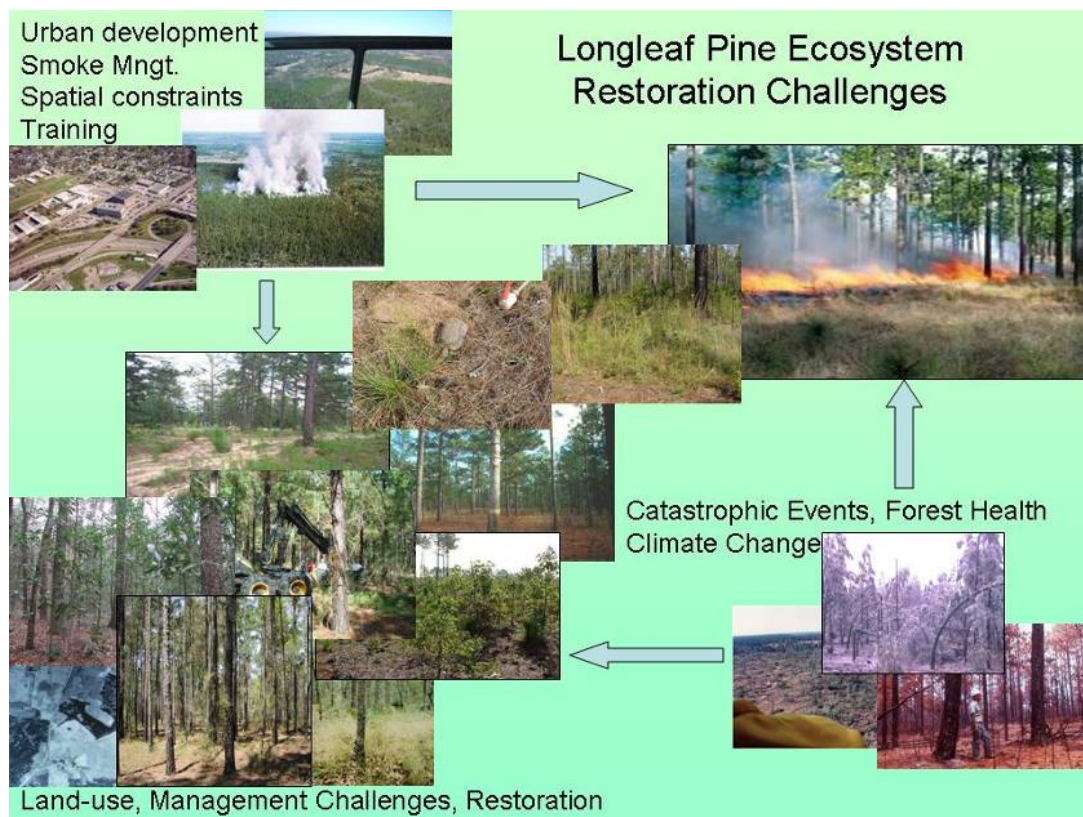 Urban development
Smoke Mngt.
Spatial constraints
Training
Longleaf Pine Ecosystem
Restoration Challenges
Catastrophic Events, Forest Health
Climate Change
Land-use, Management Challenges, Restoration